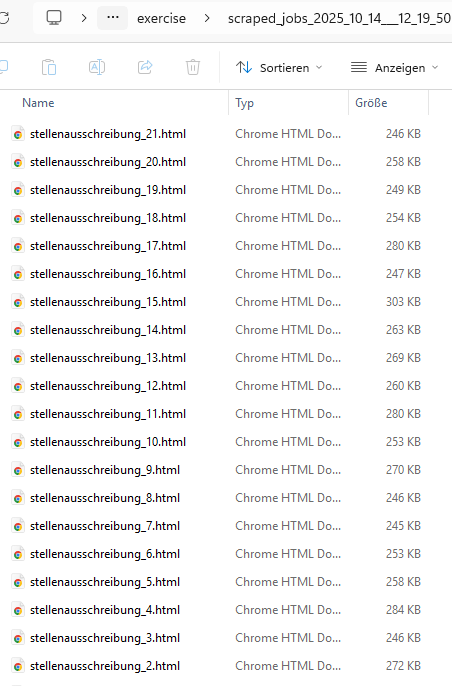 ... exercise scraped_jobs_2025_10_14___12_19_50
Sortieren Anzeigen
Name Typ Größe
stellenausschreibung_21.html Chrome HTML Do... 246 KB
stellenausschreibung_20.html Chrome HTML Do... 258 KB
stellenausschreibung_19.html Chrome HTML Do... 249 KB
stellenausschreibung_18.html Chrome HTML Do... 254 KB
stellenausschreibung_17.html Chrome HTML Do... 280 KB
stellenausschreibung_16.html Chrome HTML Do... 247 KB
stellenausschreibung_15.html Chrome HTML Do... 303 KB
stellenausschreibung_14.html Chrome HTML Do... 263 KB
stellenausschreibung_13.html Chrome HTML Do... 269 KB
stellenausschreibung_12.html Chrome HTML Do... 260 KB
stellenausschreibung_11.html Chrome HTML Do... 280 KB
stellenausschreibung_10.html Chrome HTML Do... 253 KB
stellenausschreibung_9.html Chrome HTML Do... 270 KB
stellenausschreibung_8.html Chrome HTML Do... 246 KB
stellenausschreibung_7.html Chrome HTML Do... 245 KB
stellenausschreibung_6.html Chrome HTML Do... 253 KB
stellenausschreibung_5.html Chrome HTML Do... 258 KB
stellenausschreibung_4.html Chrome HTML Do... 284 KB
stellenausschreibung_3.html Chrome HTML Do... 246 KB
stellenausschreibung_2.html Chrome HTML Do... 272 KB